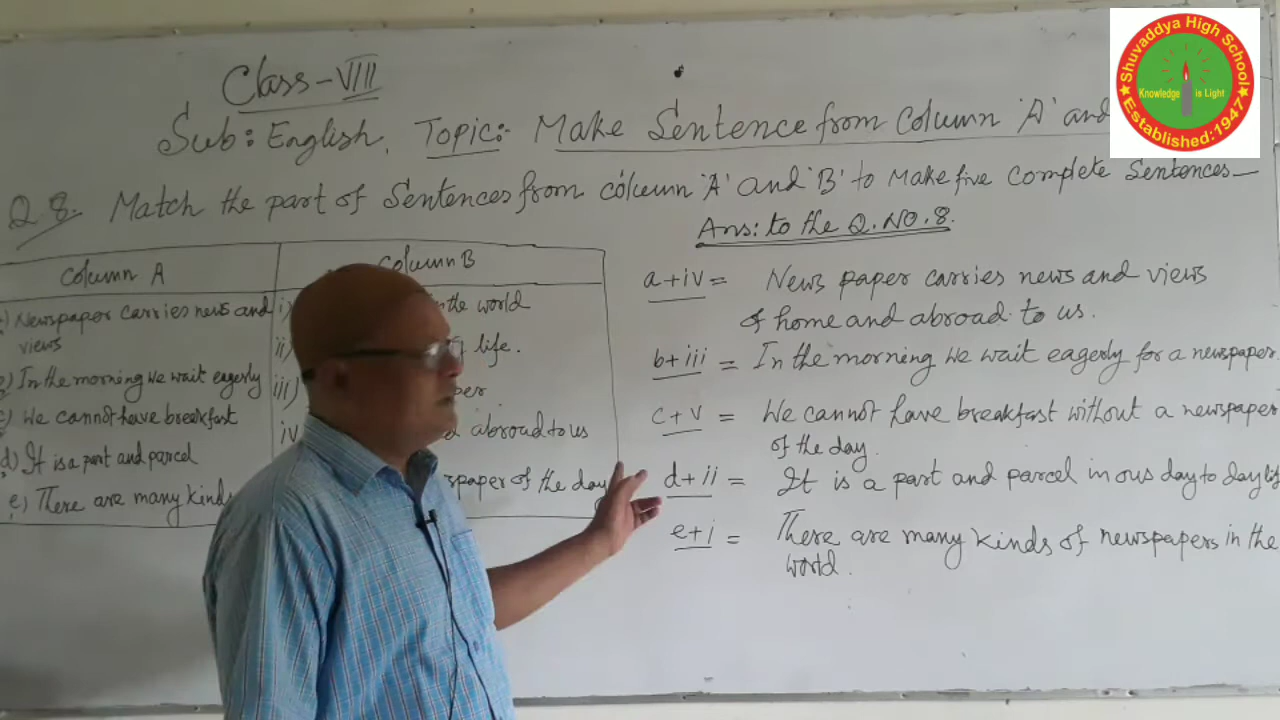 Class-VIII
Sub: English, Topic:- Make Sentence from Column 'A' and
Q 8. Match the part of Sentences from column 'A' and 'B' to Make five complete Sentences—
Ans: to the Q. NO. 8.
Column A
Column B
Newspaper carries news and
views
In the morning we wait eagerly
c) We cannot have breakfast
d) It is a part and parcel
e) There are many kinds
i) the world
ii) life.
iii)
iv abroad to us
of the day
a+iv = News paper carries news and views
of home and abroad to us.
b+iii = In the morning we wait eagerly for a newspaper
c+v = We cannot have breakfast without a newspaper
of the day.
d+ii = It is a part and parcel in ous day to day lif
e+i = There are many kinds of newspapers in the
world.
Shuvaddya High School
Knowledge is Light
Established:1947